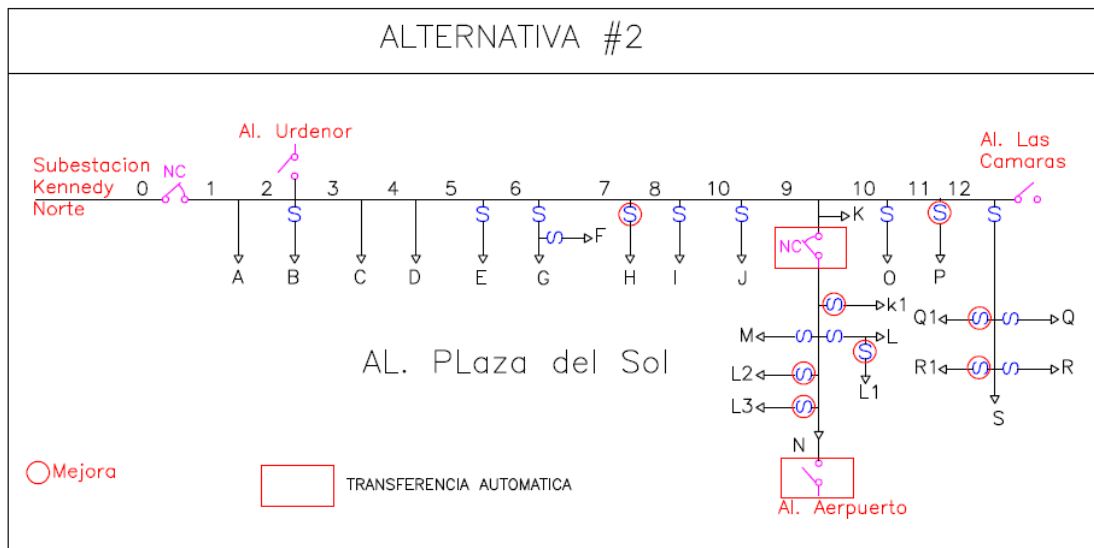 ALTERNATIVA #2
Al. Urdenor
Al. Las
Camaras
Subestacion
Kennedy
Norte
NC
0 1 2 3 4 5 6 7 8 10 9 10 11 12
S S S S S S S S S
K
S F
A B C D E G H I J O P
NC
S k1
Q1 S S Q
M S S L
AL. PLaza del Sol
S
L2 S
R1 S S R
L1
L3 S
S
N
Mejora
TRANSFERENCIA AUTOMATICA
Al. Aerpuerto